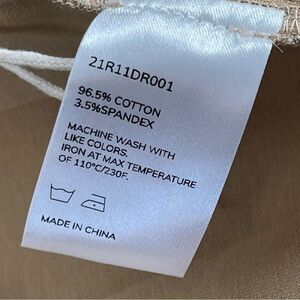 21R11DR001
96.5% COTTON
3.5%SPANDEX
MACHINE WASH WITH
LIKE COLORS.
IRON AT MAX TEMPERATURE
OF 110°C/230F.
MADE IN CHINA